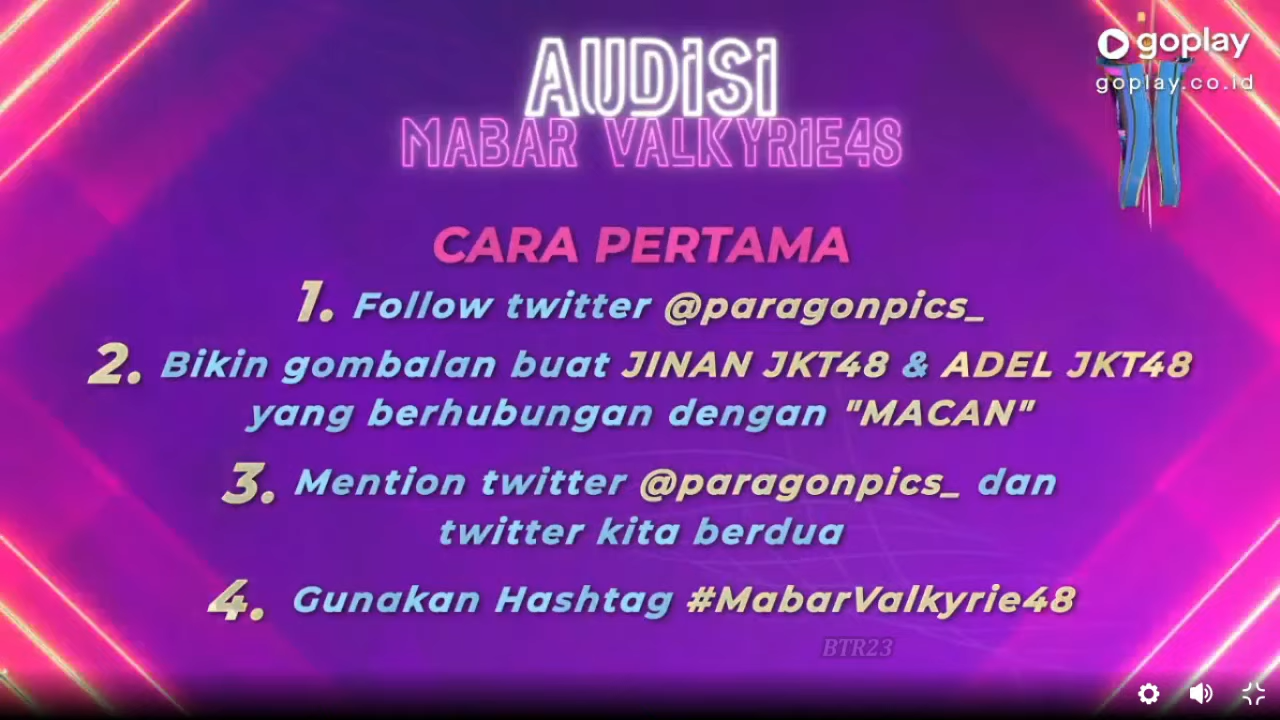 goplay
goplay.co.id
AUDISI
MABAR VALKYRIE48
CARA PERTAMA
1. Follow twitter @paragonpics_
2. Bikin gombalan buat JINAN JKT48 & ADEL JKT48
yang berhubungan dengan "MACAN"
3. Mention twitter @paragonpics_ dan
twitter kita berdua
4. Gunakan Hashtag #MabarValkyrie48
BTR23